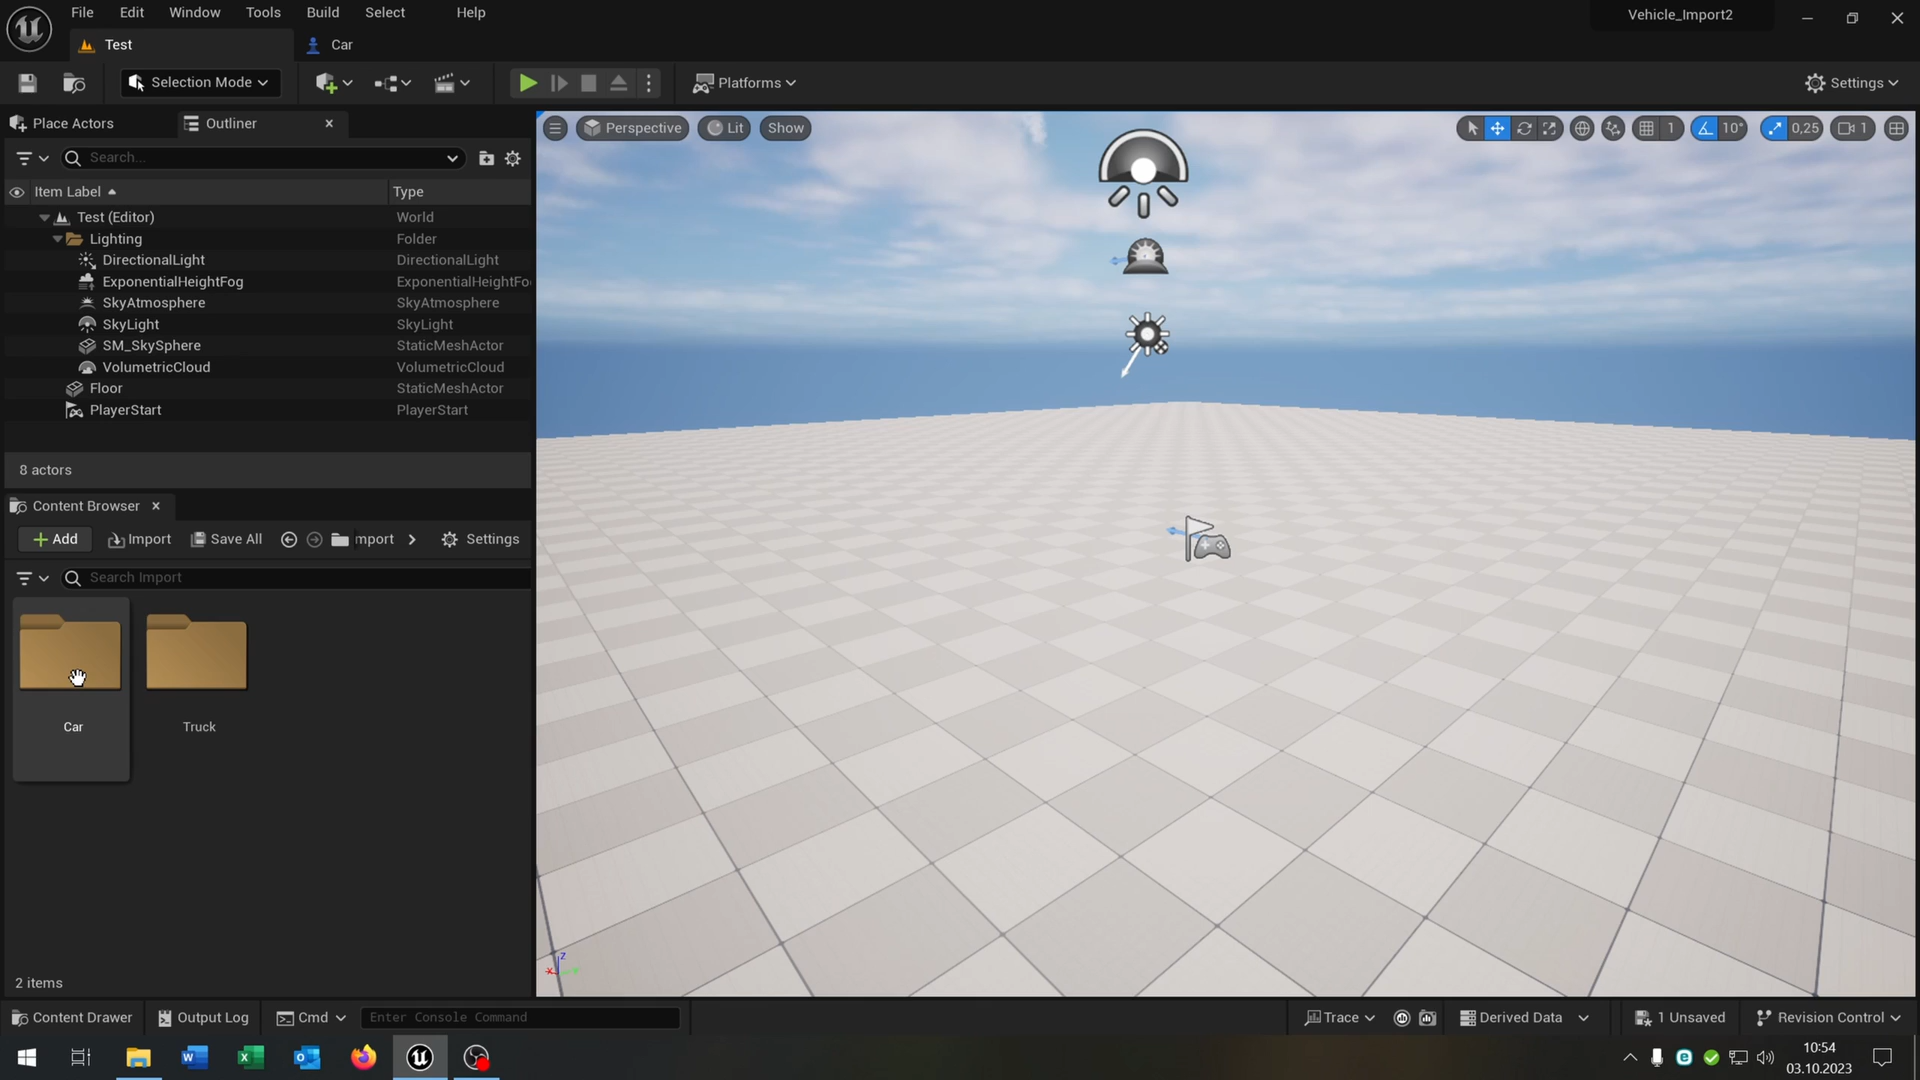 File Edit Window Tools Build Select Help
Vehicle_Import2
Test
Car
Selection Mode
Platforms
Settings
Place Actors
Outliner
Search...
Item Label
Type
Test (Editor)
World
Lighting
Folder
DirectionalLight
DirectionalLight
ExponentialHeightFog
ExponentialHeightFo
SkyAtmosphere
SkyAtmosphere
SkyLight
SkyLight
SM_SkySphere
StaticMeshActor
VolumetricCloud
VolumetricCloud
Floor
StaticMeshActor
PlayerStart
PlayerStart
8 actors
Perspective
Lit
Show
1
10°
0,25
1
Content Browser
Add
Import
Save All
mport
Settings
Search Import
Car
Truck
2 items
z
x
Content Drawer
Output Log
Cmd
Enter Console Command
Trace
Derived Data
1 Unsaved
Revision Control
10:54
03.10.2023